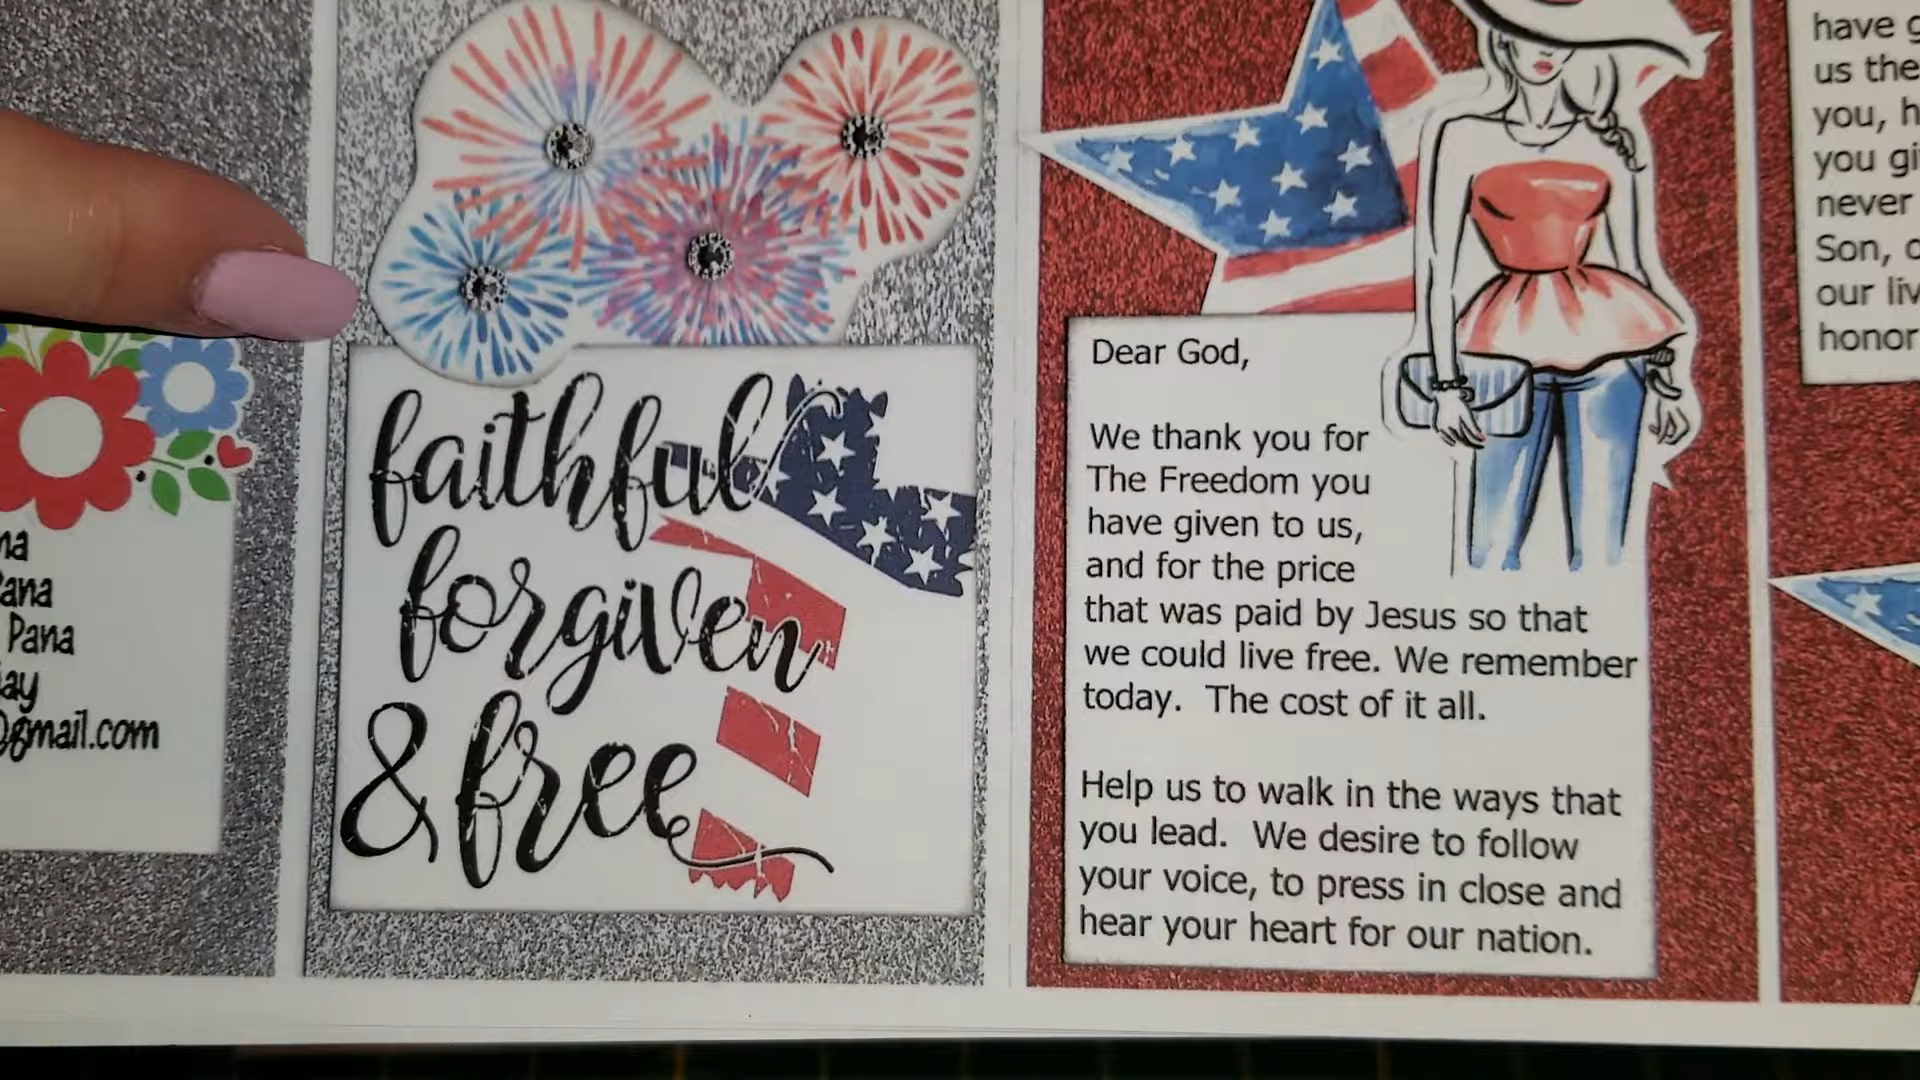 Pana
@gmail.com
faithful
forgiven
& free
Dear God,
We thank you for
The Freedom you
have given to us,
and for the price
that was paid by Jesus so that
we could live free. We remember
today.  The cost of it all.
Help us to walk in the ways that
you lead.  We desire to follow
your voice, to press in close and
hear your heart for our nation.
have
us the
you,
you
never
Son,
our
honor